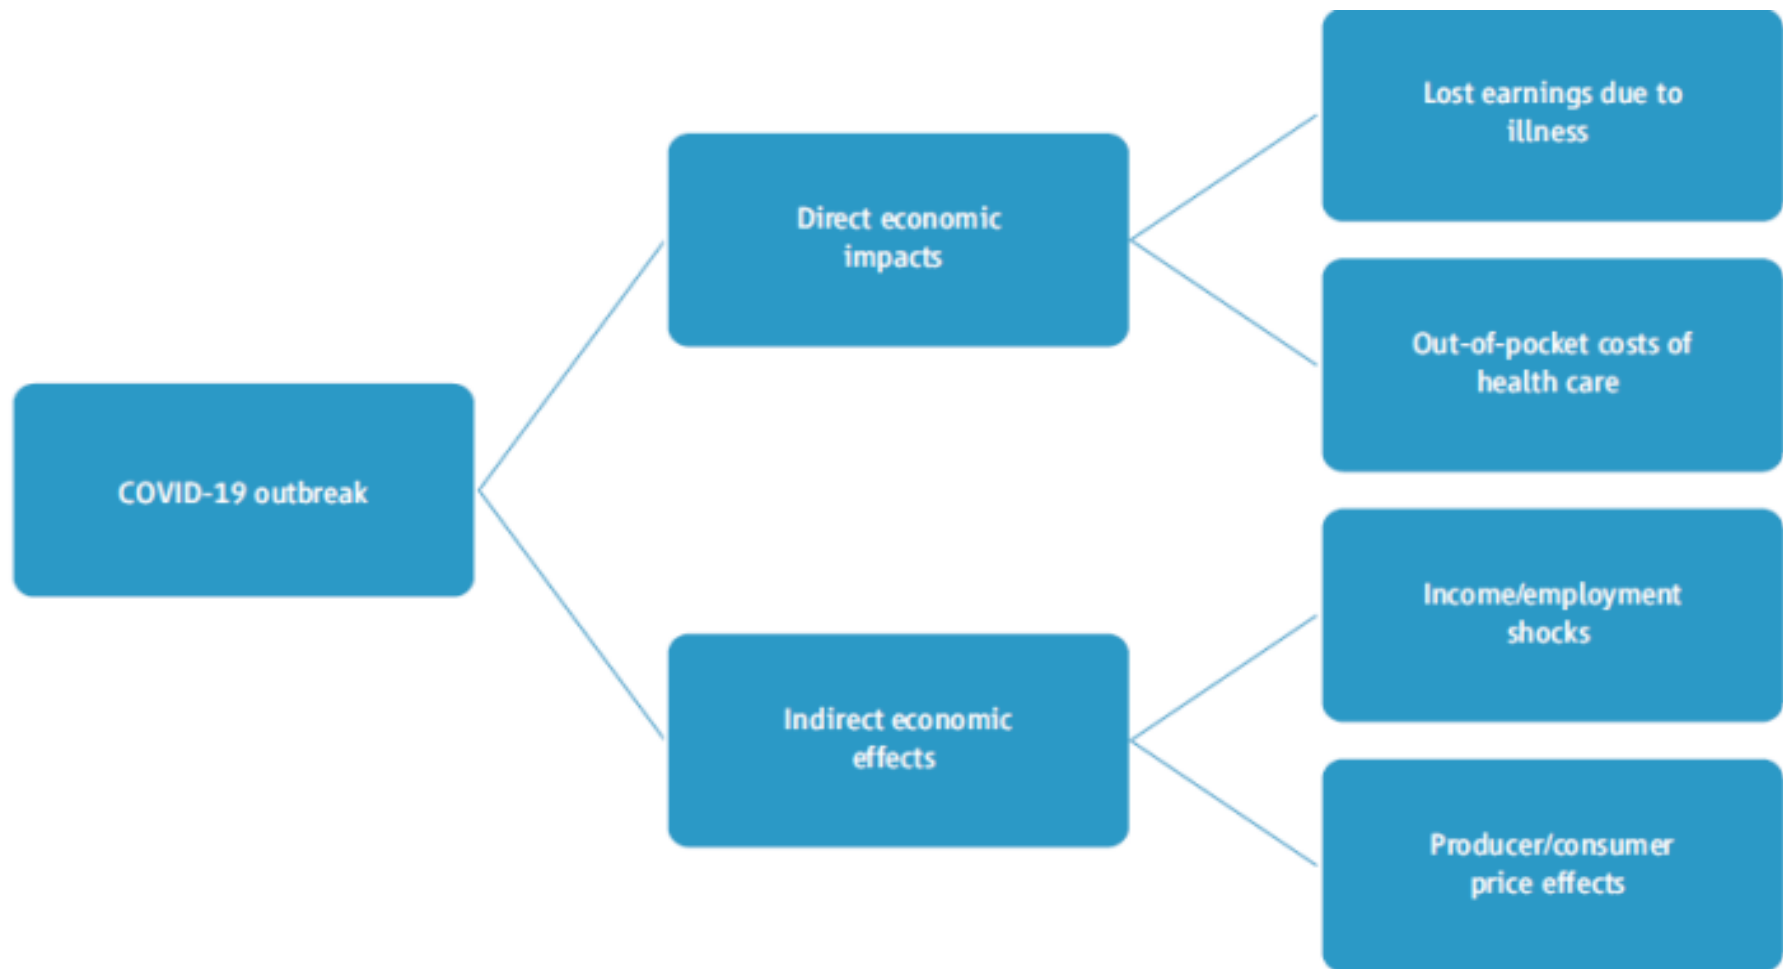 COVID-19 outbreak
Direct economic
impacts
Lost earnings due to
illness
Out-of-pocket costs of
health care
Indirect economic
effects
Income/employment
shocks
Producer/consumer
price effects